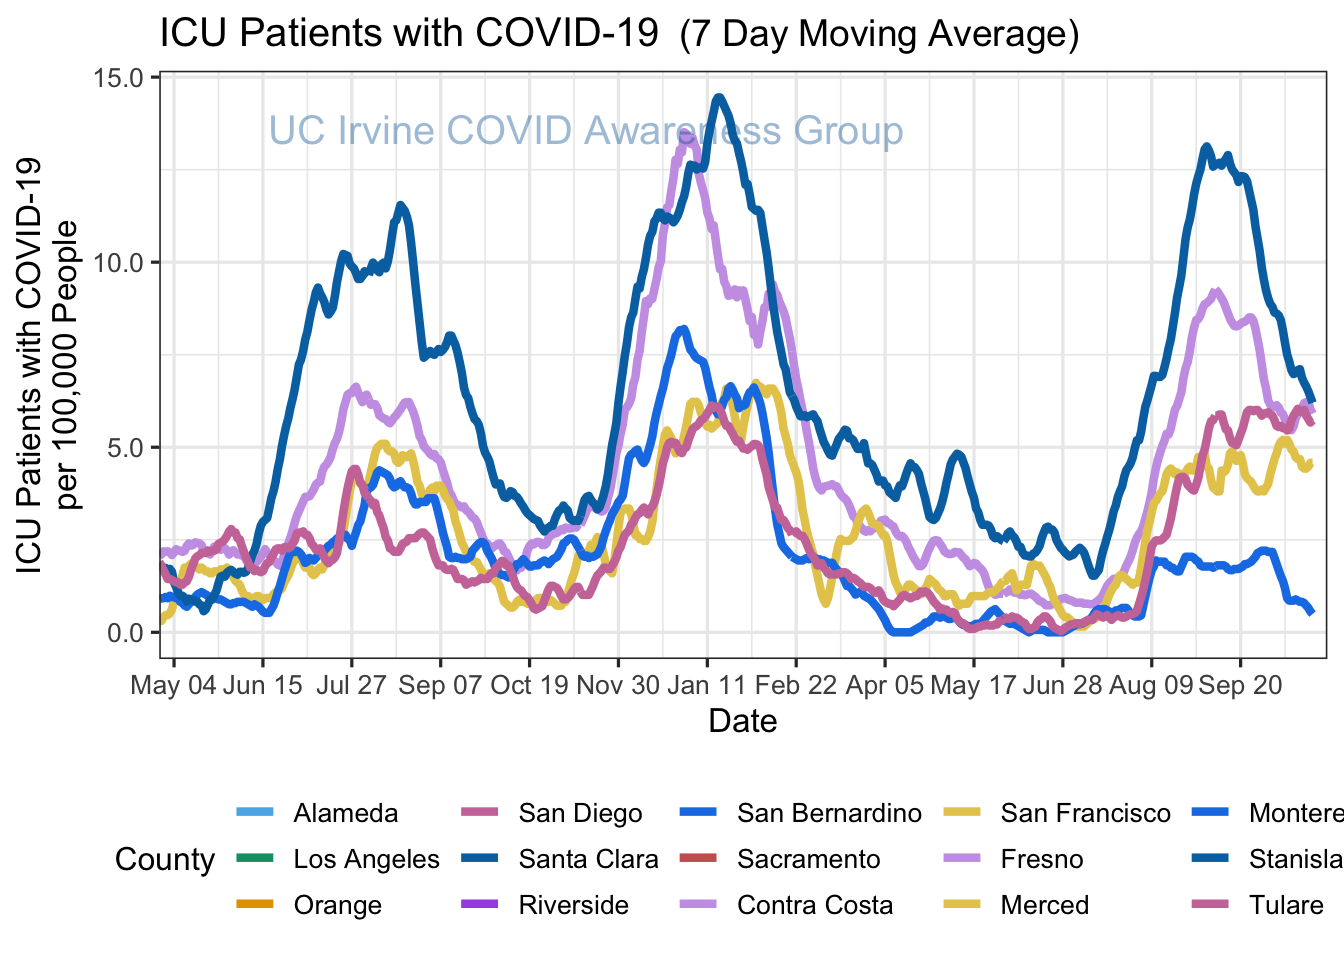 ICU Patients with COVID-19 (7 Day Moving Average)
UC Irvine COVID Awareness Group
ICU Patients with COVID-19
per 100,000 People
15.0
10.0
5.0
0.0
May 04 Jun 15 Jul 27 Sep 07 Oct 19 Nov 30 Jan 11 Feb 22 Apr 05 May 17 Jun 28 Aug 09 Sep 20
Date
County
Alameda San Diego San Bernardino San Francisco Montere
Los Angeles Santa Clara Sacramento Fresno Stanisla
Orange Riverside Contra Costa Merced Tulare